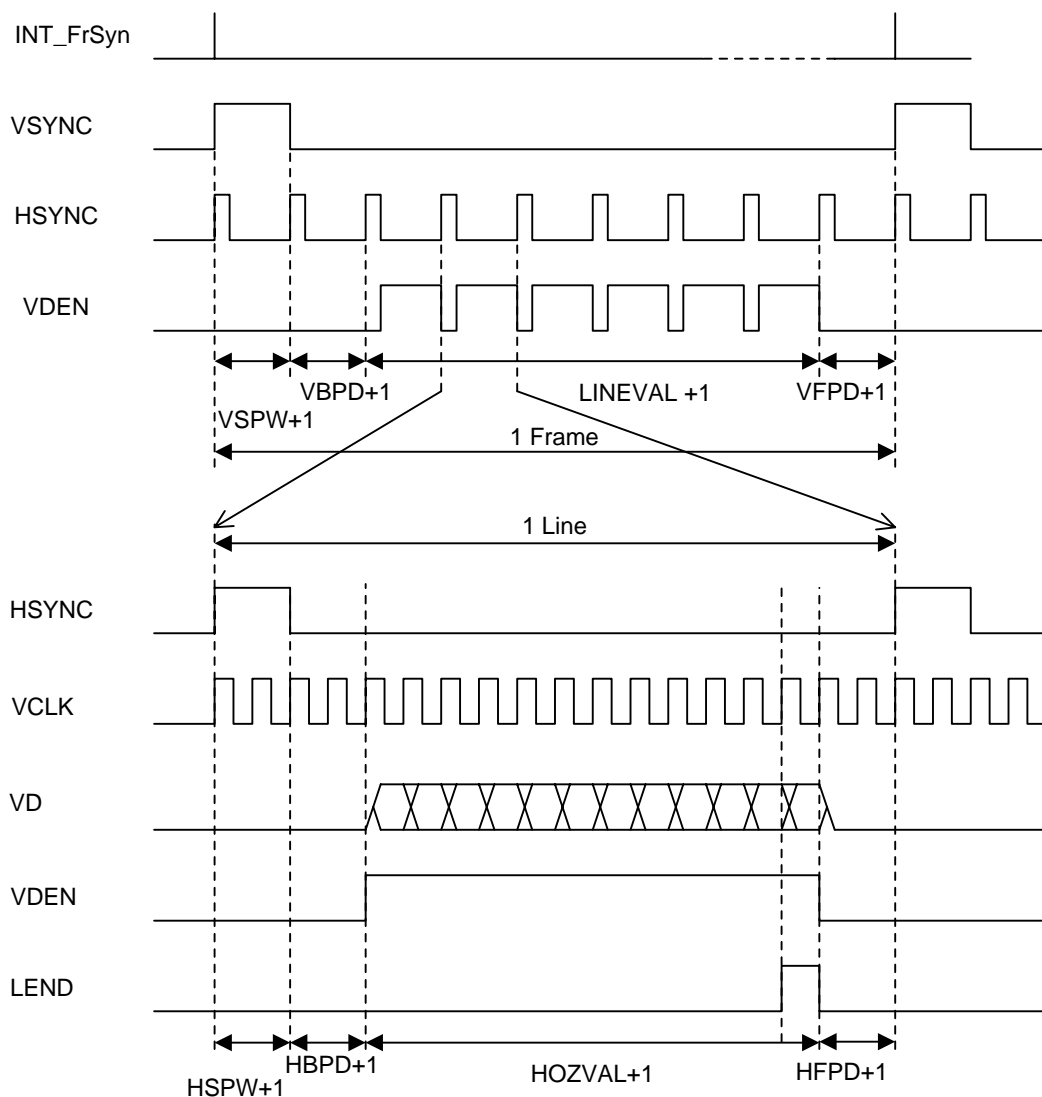 INT_FrSyn
VSYNC
HSYNC
VDEN
VSPW+1
VBPD+1
LINEVAL +1
VFPD+1
1 Frame
1 Line
HSYNC
VCLK
VD
VDEN
LEND
HSPW+1
HBPD+1
HOZVAL+1
HFPD+1